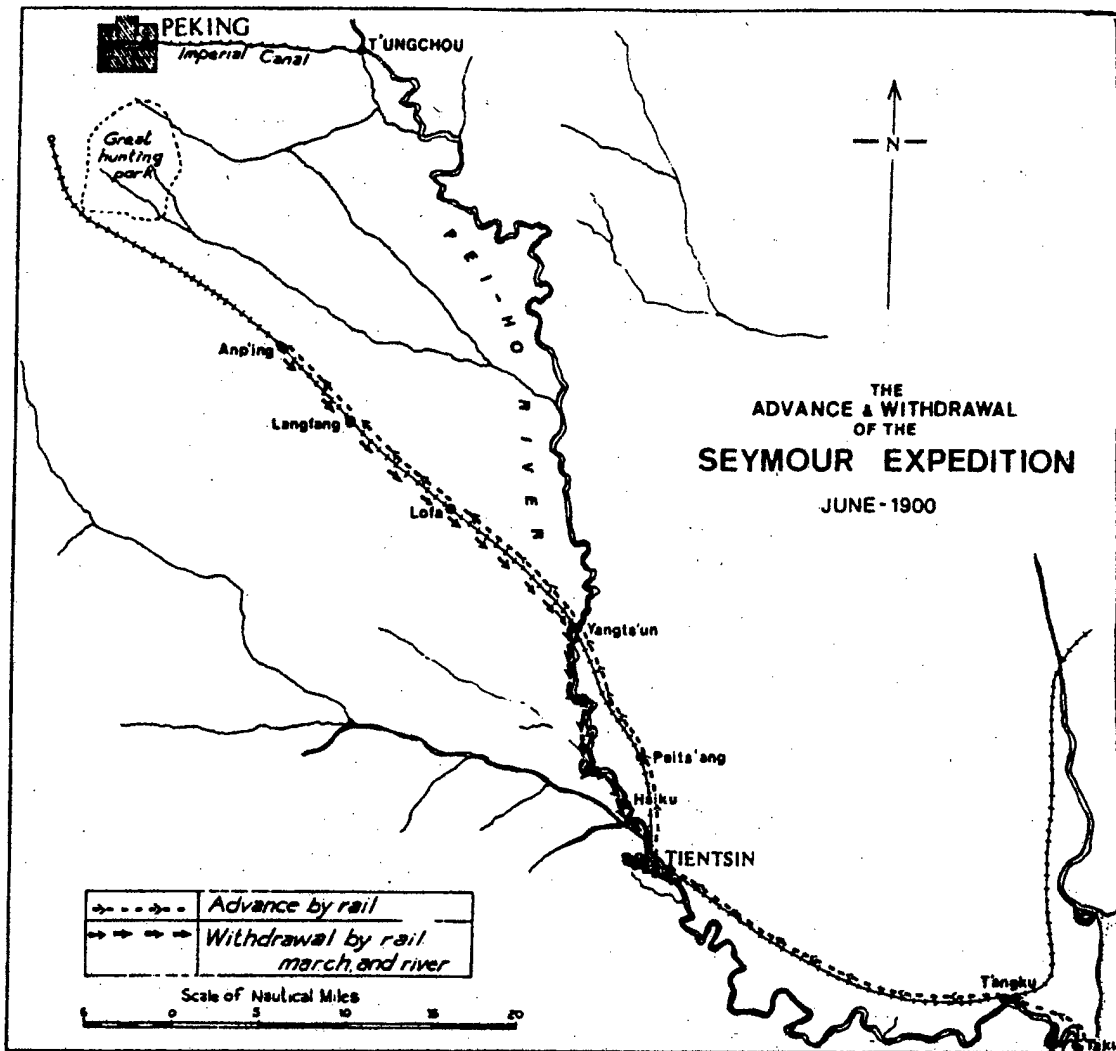 PEKING
Imperial Canal
T'UNGCHOU
Great
hunting
park
N
PEI-HO RIVER
Anp'ing
Langfang
Lofa
THE
ADVANCE & WITHDRAWAL
OF THE
SEYMOUR EXPEDITION
JUNE-1900
Yangts'un
Peits'ang
Hsiku
TIENTSIN
Advance by rail
Withdrawal by rail
march, and river
Scale of Nautical Miles
5 0 5 10 15 20
T'angku
Taku